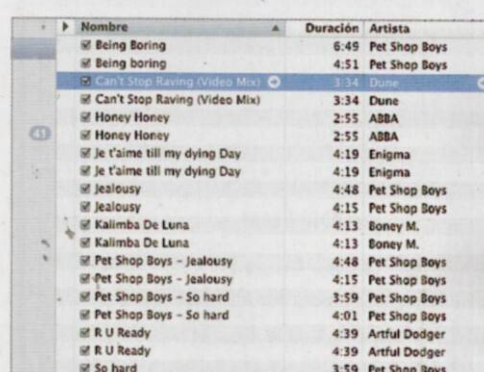 Nombre Duración Artista
Being Boring 6:49 Pet Shop Boys
Being boring 4:51 Pet Shop Boys
Can't Stop Raving (Video Mix) 3:34 Dune
Can't Stop Raving (Video Mix) 3:34 Dune
Honey Honey 2:55 ABBA
41 Honey Honey 2:55 ABBA
Je t'aime till my dying Day 4:19 Enigma
Je t'aime till my dying Day 4:19 Enigma
Jealousy 4:48 Pet Shop Boys
Jealousy 4:15 Pet Shop Boys
Kalimba De Luna 4:13 Boney M.
Kalimba De Luna 4:13 Boney M.
Pet Shop Boys - Jealousy 4:48 Pet Shop Boys
Pet Shop Boys - Jealousy 4:15 Pet Shop Boys
Pet Shop Boys - So hard 3:59 Pet Shop Boys
Pet Shop Boys - So hard 4:01 Pet Shop Boys
R U Ready 4:39 Artful Dodger
R U Ready 4:39 Artful Dodger
So hard 3:59 Pet Shop Boys